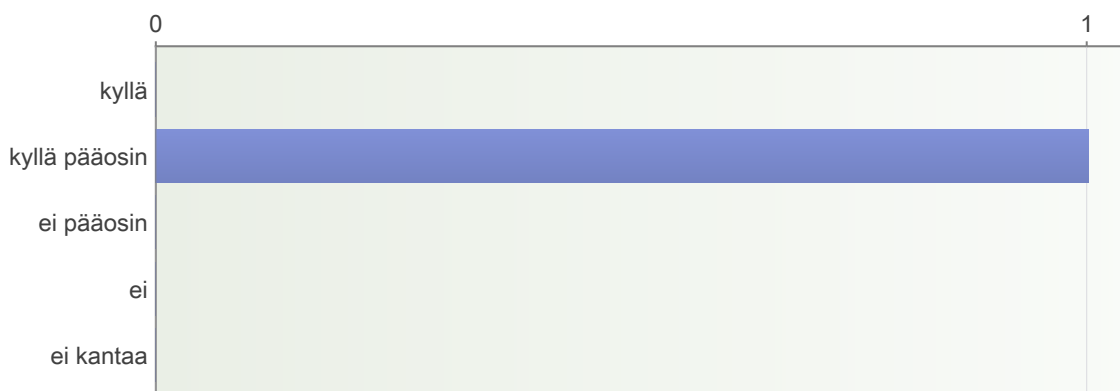 0 1
kyllä
kyllä pääosin
ei pääosin
ei
ei kantaa